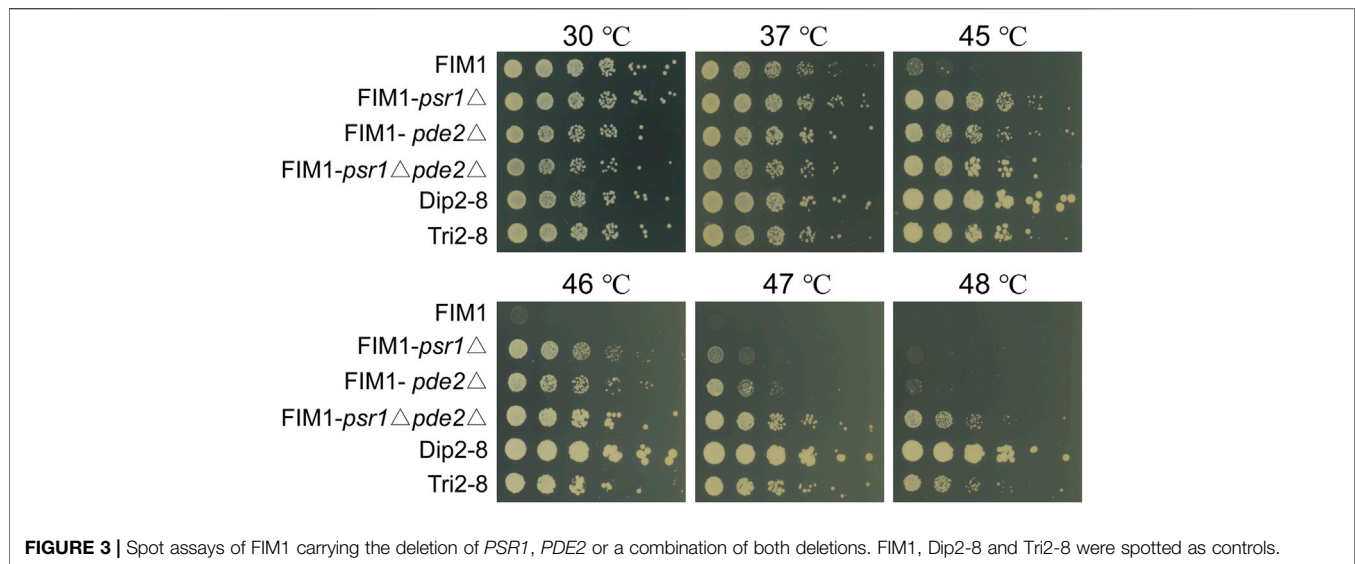 30 ℃ 37 ℃ 45 ℃
FIM1
FIM1-psr1△
FIM1- pde2△
FIM1-psr1△pde2△
Dip2-8
Tri2-8
46 ℃ 47 ℃ 48 ℃
FIM1
FIM1-psr1△
FIM1- pde2△
FIM1-psr1△pde2△
Dip2-8
Tri2-8
FIGURE 3 | Spot assays of FIM1 carrying the deletion of PSR1, PDE2 or a combination of both deletions. FIM1, Dip2-8 and Tri2-8 were spotted as controls.